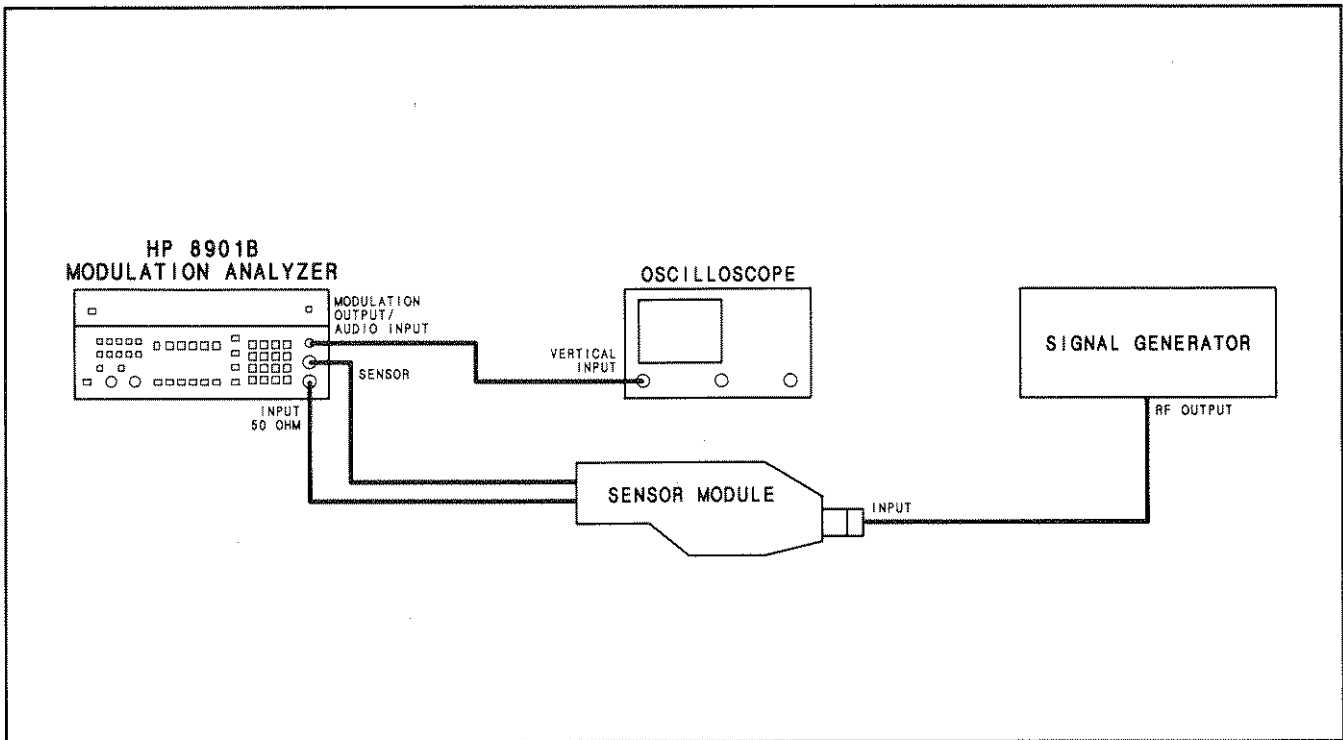 HP 8901B
MODULATION ANALYZER
MODULATION
OUTPUT/
AUDIO INPUT
SENSOR
INPUT
50 OHM
OSCILLOSCOPE
VERTICAL
INPUT
SIGNAL GENERATOR
RF OUTPUT
SENSOR MODULE
INPUT